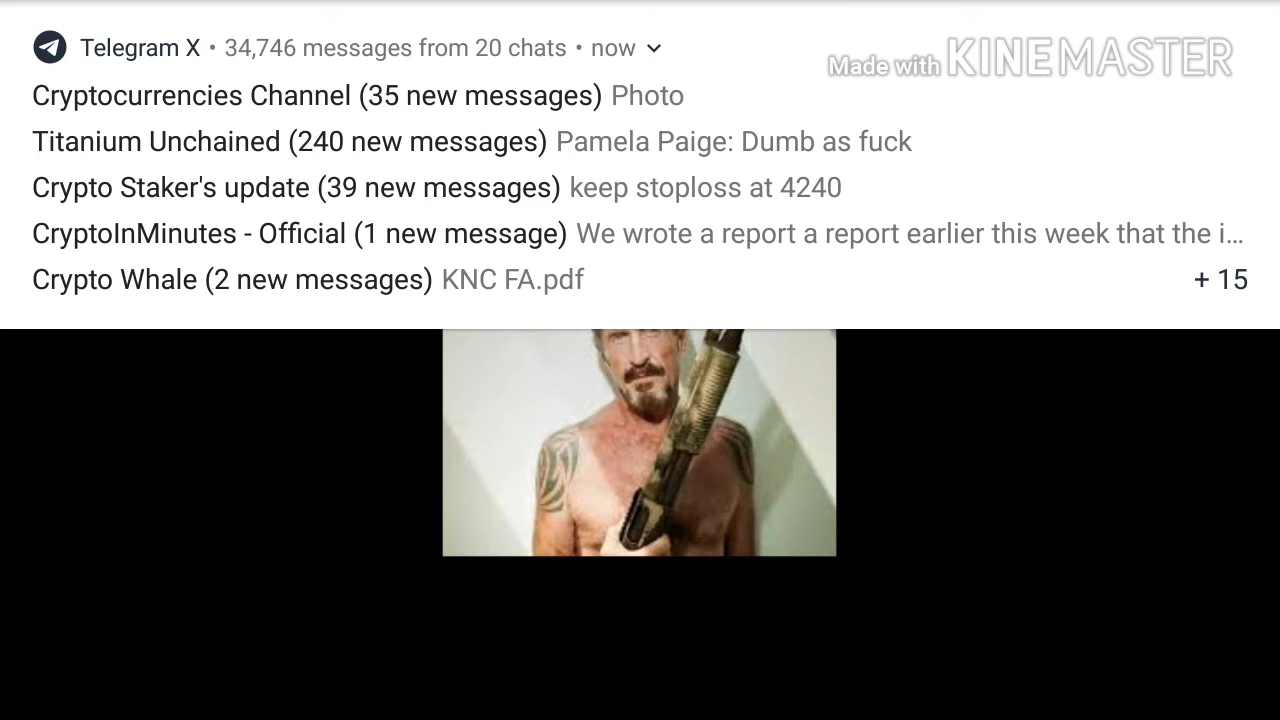 Telegram X • 34,746 messages from 20 chats • now
Made with KINEMASTER
Cryptocurrencies Channel (35 new messages) Photo
Titanium Unchained (240 new messages) Pamela Paige: Dumb as fuck
Crypto Staker's update (39 new messages) keep stoploss at 4240
CryptoInMinutes - Official (1 new message) We wrote a report a report earlier this week that the i...
Crypto Whale (2 new messages) KNC FA.pdf + 15